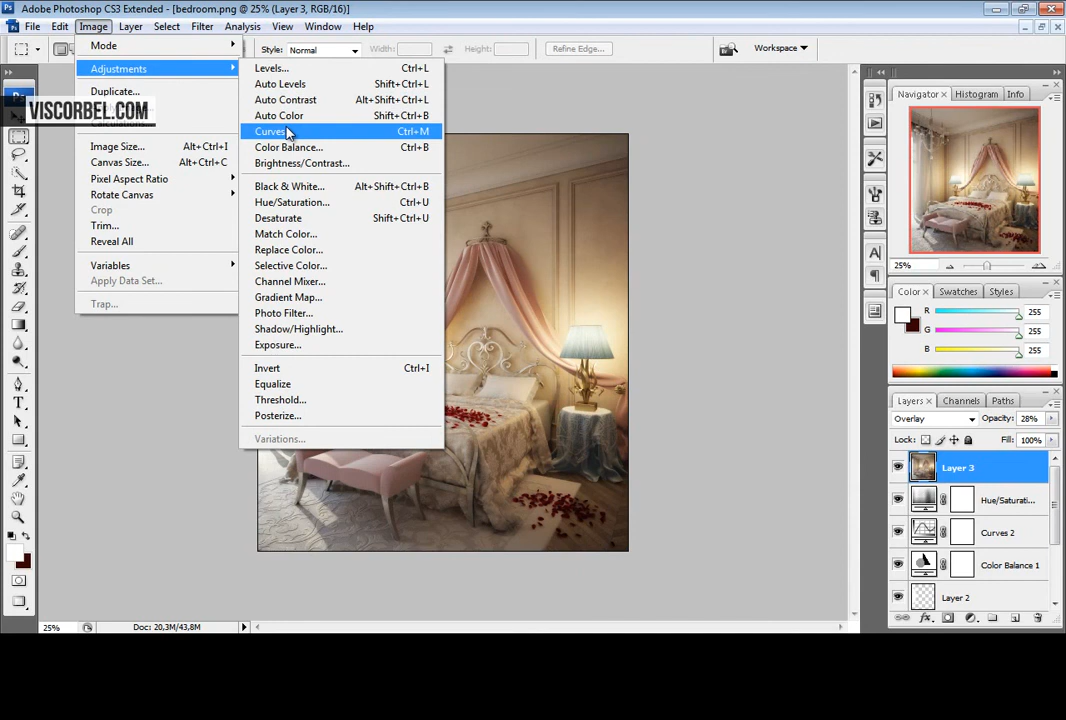 Adobe Photoshop CS3 Extended - [bedroom.png @ 25% (Layer 3, RGB/16)]
File Edit Image Layer Select Filter Analysis View Window Help
Style: Normal Width: Height: Refine Edge... Workspace
Mode
Adjustments
Duplicate...
Image Size... Alt+Ctrl+I
Canvas Size... Alt+Ctrl+C
Pixel Aspect Ratio
Rotate Canvas
Crop
Trim...
Reveal All
Variables
Apply Data Set...
Trap...
VISCORBEL.COM
Levels... Ctrl+L
Auto Levels Shift+Ctrl+L
Auto Contrast Alt+Shift+Ctrl+L
Auto Color Shift+Ctrl+B
Curves Ctrl+M
Color Balance... Ctrl+B
Brightness/Contrast...
Black & White... Alt+Shift+Ctrl+B
Hue/Saturation... Ctrl+U
Desaturate Shift+Ctrl+U
Match Color...
Replace Color...
Selective Color...
Channel Mixer...
Gradient Map...
Photo Filter...
Shadow/Highlight...
Exposure...
Invert Ctrl+I
Equalize
Threshold...
Posterize...
Variations...
Navigator × Histogram Info
25%
Color × Swatches Styles
R 255
G 255
B 255
Layers × Channels Paths
Overlay Opacity: 28%
Lock: Fill: 100%
Layer 3
Hue/Saturati...
Curves 2
Color Balance 1
Layer 2
25% Doc: 20,3M/43,8M